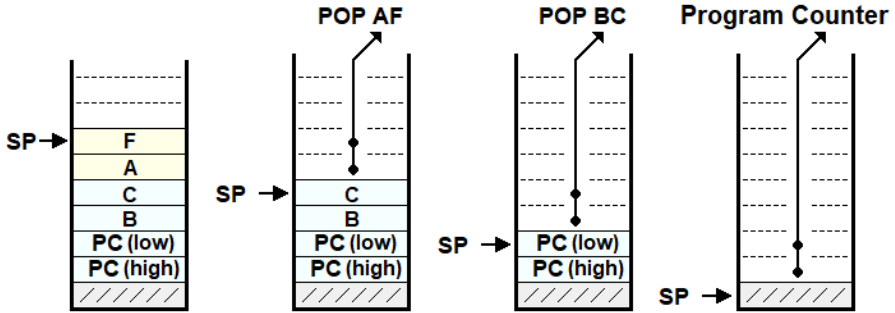 POP AF
POP BC
Program Counter
SP
F
A
C
B
PC (low)
PC (high)
SP
C
B
PC (low)
PC (high)
SP
PC (low)
PC (high)
SP